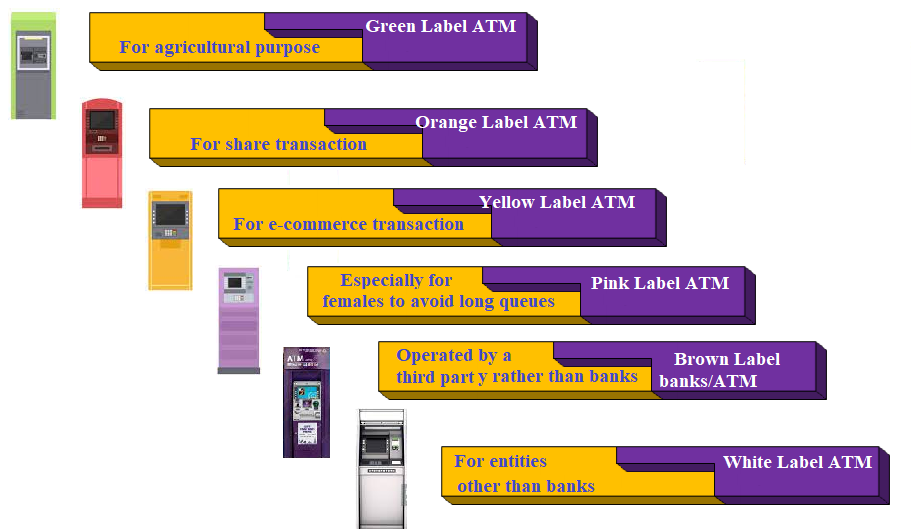 Green Label ATM
For agricultural purpose
Orange Label ATM
For share transaction
Yellow Label ATM
For e-commerce transaction
Especially for
females to avoid long queues
Pink Label ATM
Operated by a
third part y rather than banks
Brown Label
banks/ATM
ATM
For entities
other than banks
White Label ATM